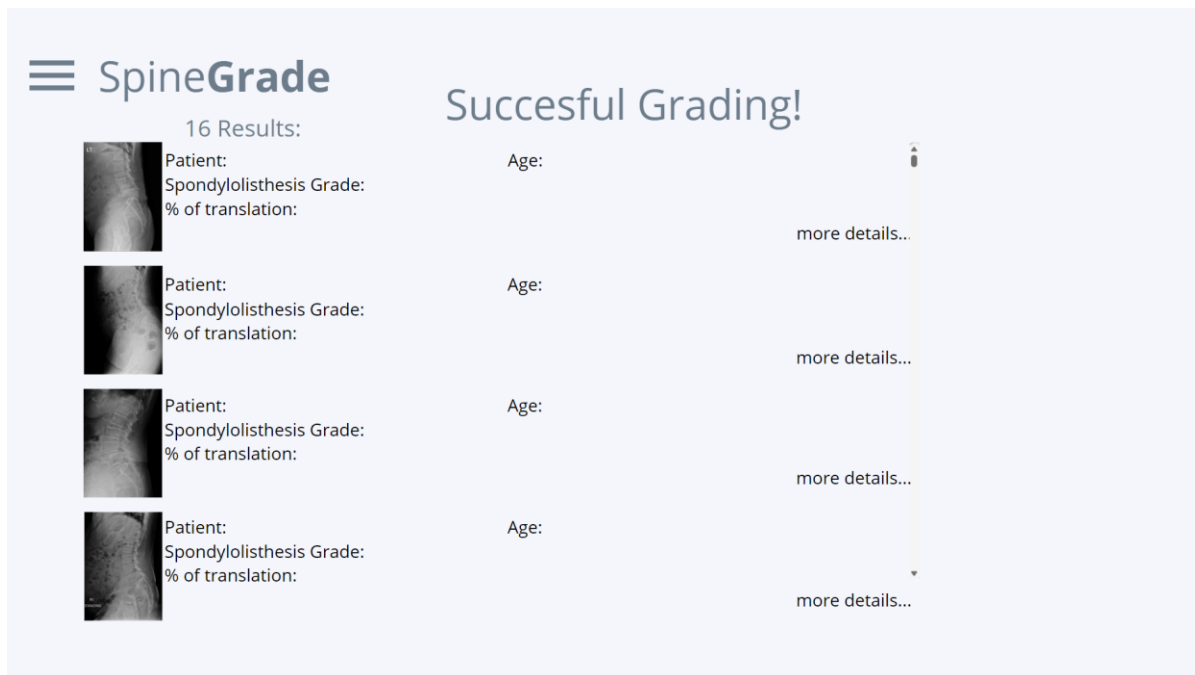 SpineGrade
Succesful Grading!
16 Results:
Patient: Age:
Spondylolisthesis Grade:
% of translation:
more details...
Patient: Age:
Spondylolisthesis Grade:
% of translation:
more details...
Patient: Age:
Spondylolisthesis Grade:
% of translation:
more details...
Patient: Age:
Spondylolisthesis Grade:
% of translation:
more details...